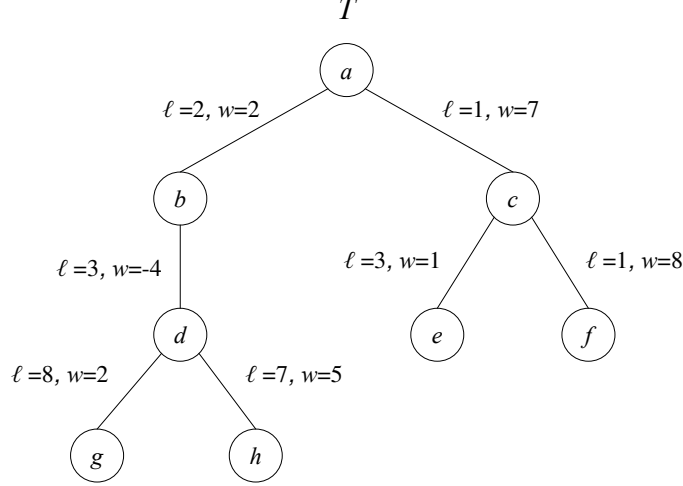 T
a
ℓ =2, w=2
ℓ =1, w=7
b
c
ℓ =3, w=-4
ℓ =3, w=1
ℓ =1, w=8
d
e
f
ℓ =8, w=2
ℓ =7, w=5
g
h